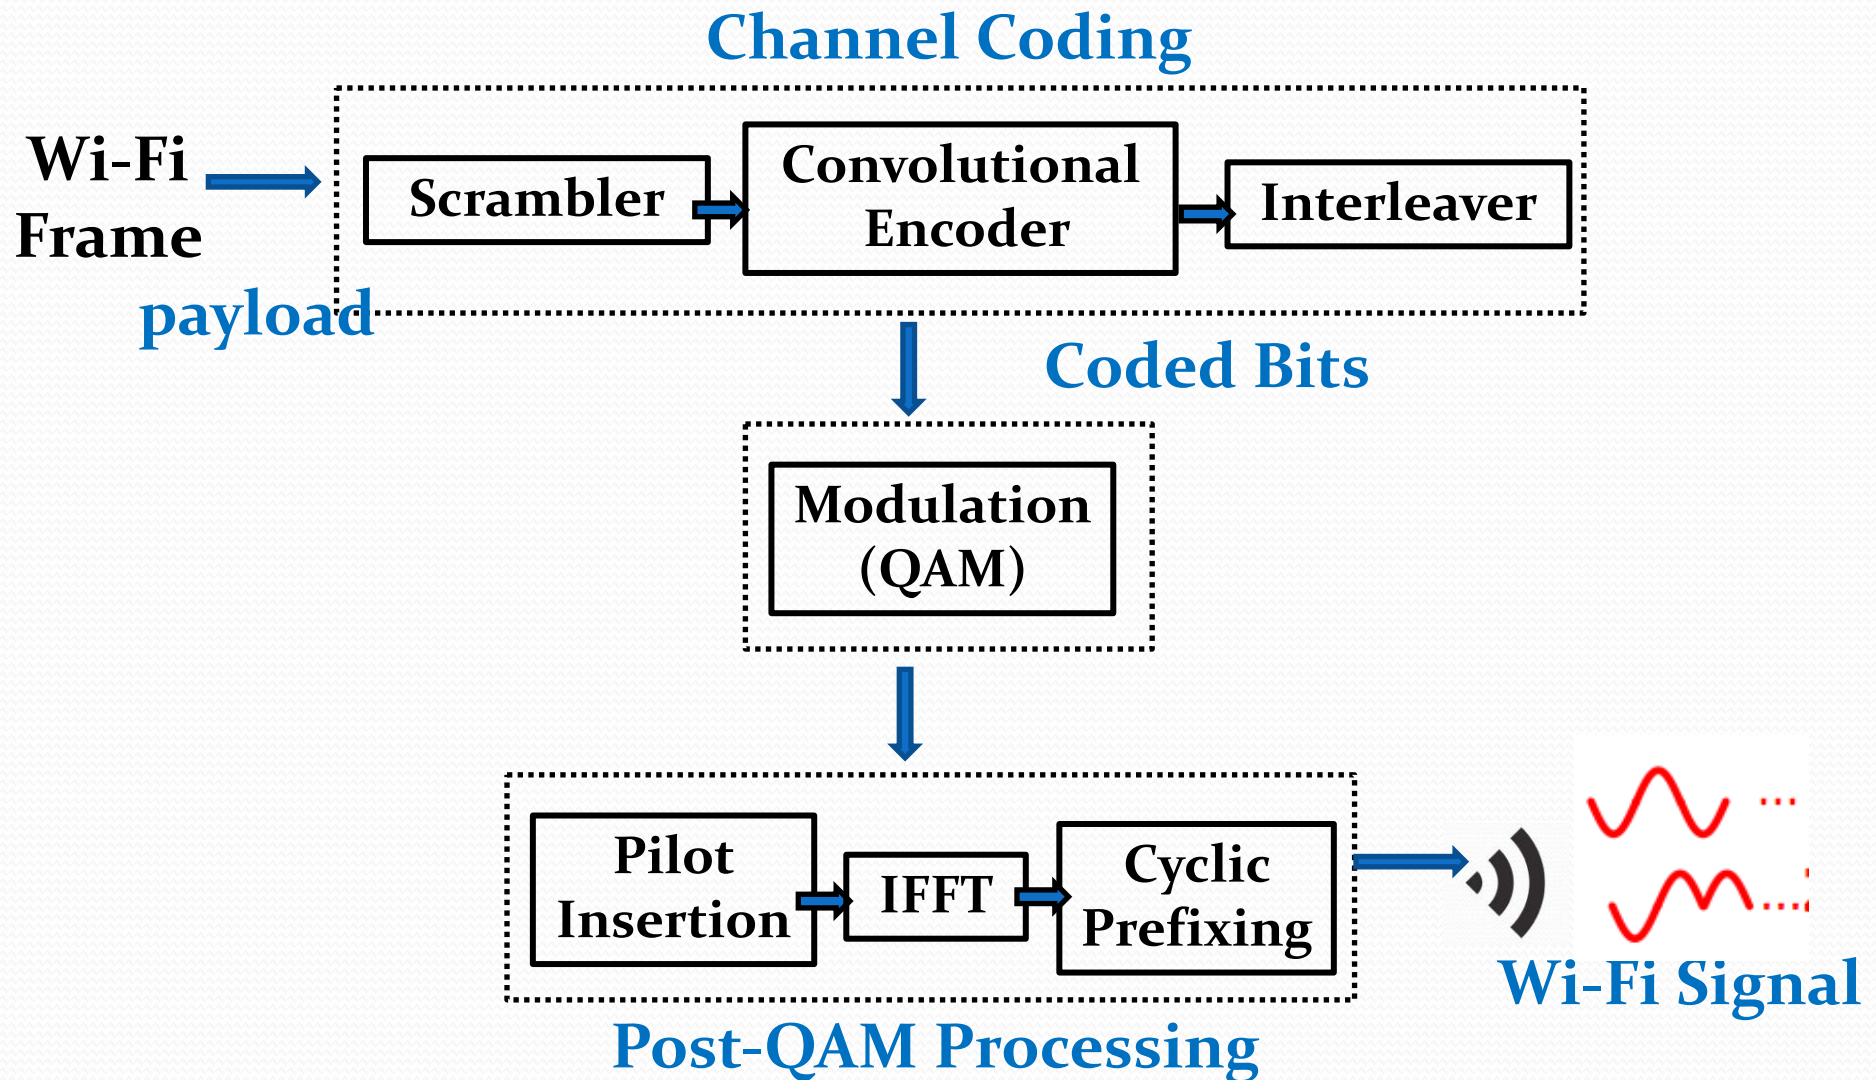 Channel Coding
Wi-Fi
Frame
payload
Scrambler
Convolutional
Encoder
Interleaver
Coded Bits
Modulation
(QAM)
Pilot
Insertion
IFFT
Cyclic
Prefixing
...
....
Wi-Fi Signal
Post-QAM Processing